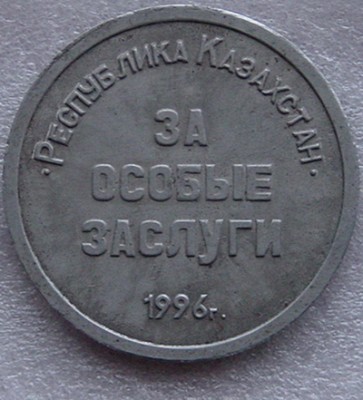 · РЕСПУБЛИКА КАЗАХСТАН ·
ЗА
ОСОБЫЕ
ЗАСЛУГИ
1996г.